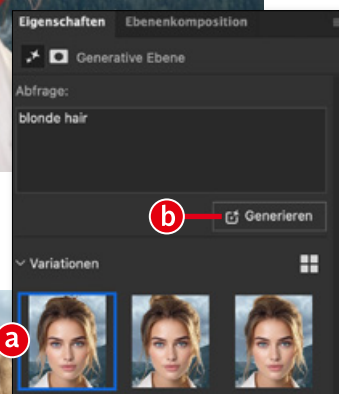 Eigenschaften Ebenenkomposition
Generative Ebene
Abfrage:
blonde hair
b Generieren
Variationen
a